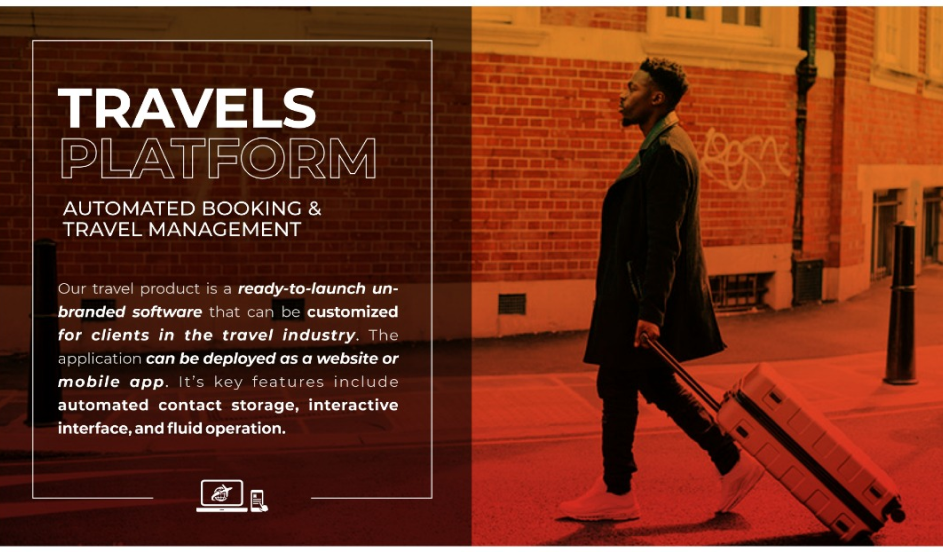 TRAVELS
PLATFORM
AUTOMATED BOOKING &
TRAVEL MANAGEMENT
Our travel product is a ready-to-launch un-
branded software that can be customized
for clients in the travel industry. The
application can be deployed as a website or
mobile app. It's key features include
automated contact storage, interactive
interface, and fluid operation.